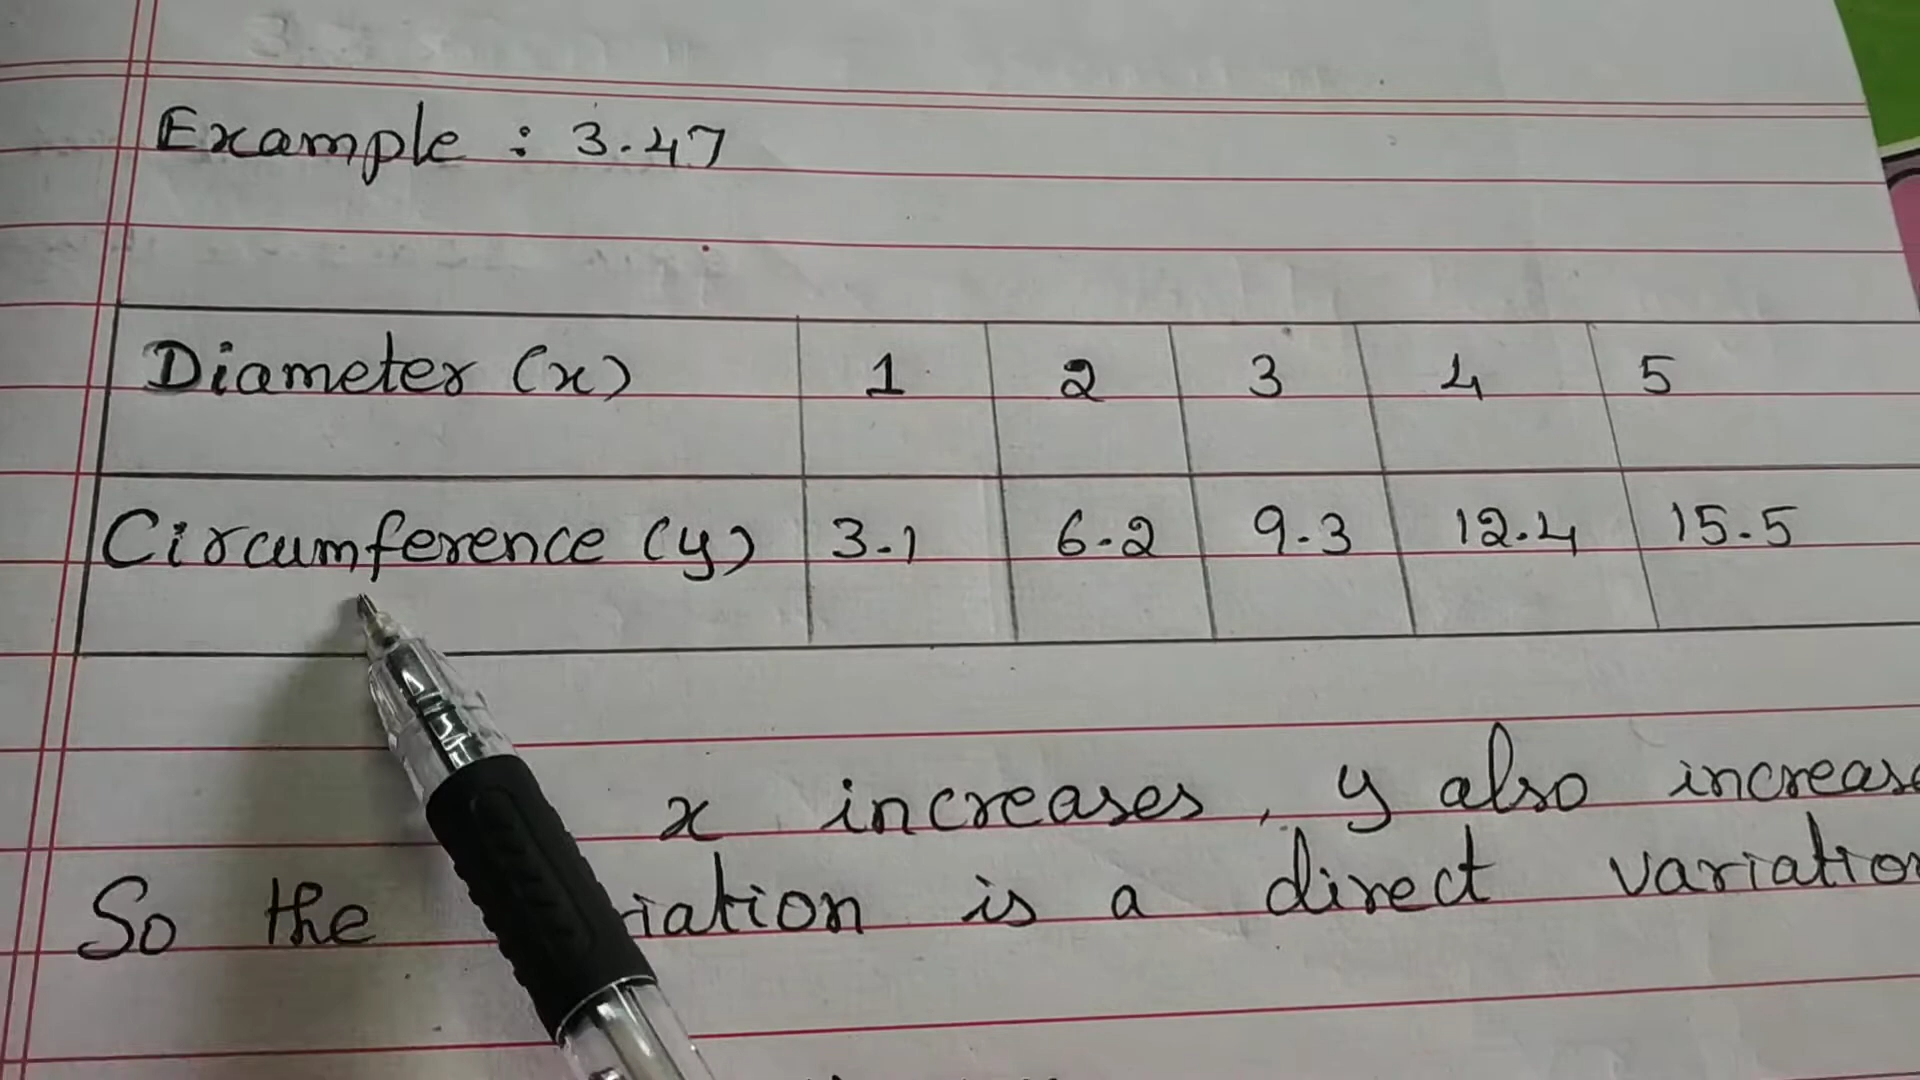 Example : 3.47
Diameter (x) 1 2 3 4 5
Circumference (y) 3.1 6.2 9.3 12.4 15.5
x increases, y also increase
So the iation is a direct variation